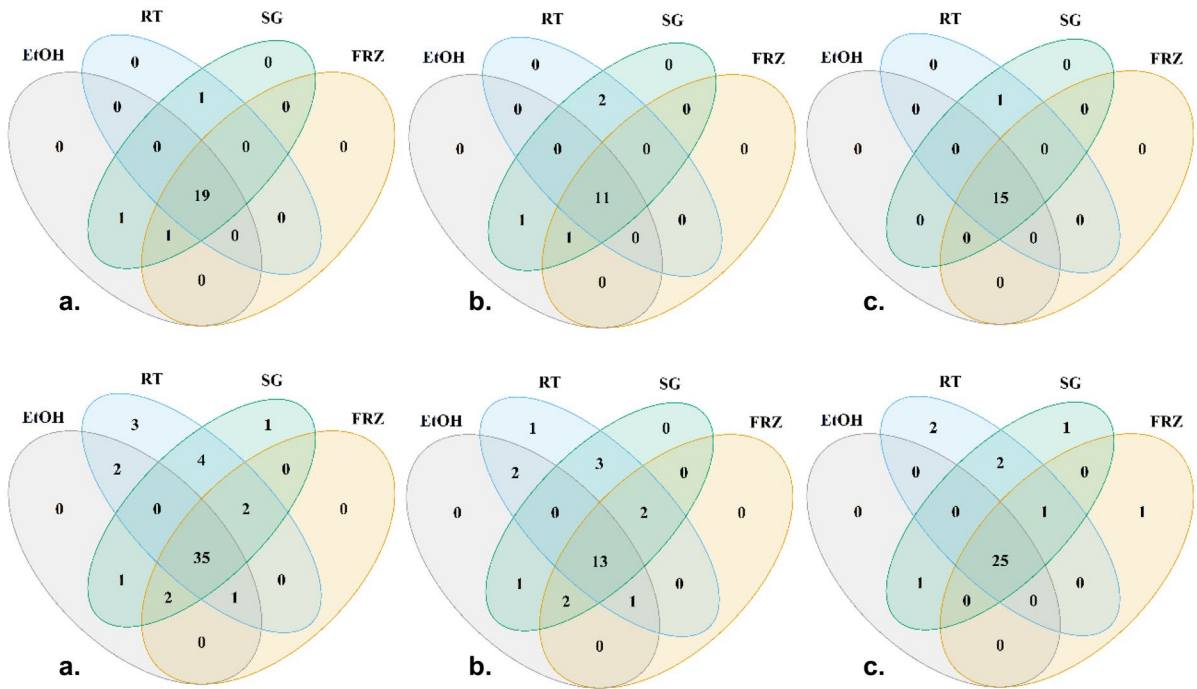 RT SG RT SG RT SG
EtOH FRZ EtOH FRZ EtOH FRZ
0 0 0 0 0 0
0 1 0 0 2 0 0 1 0
0 0 0 0 0 0 0 0 0 0 0 0
19 11 15
1 0 1 0 0 0
1 0 1 0 0 0
0 0 0
a. b. c.
RT SG RT SG RT SG
EtOH FRZ EtOH FRZ EtOH FRZ
3 1 1 0 2 1
2 4 0 2 3 0 0 2 0
0 0 2 0 0 0 2 0 0 0 1 1
35 13 25
1 0 1 0 1 0
2 1 2 1 0 0
0 0 0
a. b. c.